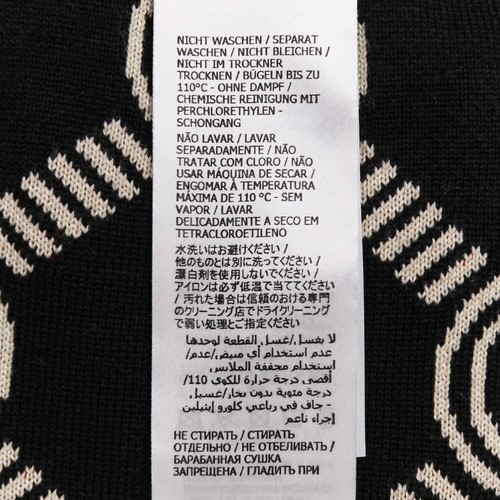 NICHT WASCHEN / SEPARAT
WASCHEN / NICHT BLEICHEN /
NICHT IM TROCKNER
TROCKNEN / BÜGELN BIS ZU
110°C - OHNE DAMPF /
CHEMISCHE REINIGUNG MIT
PERCHLORETHYLEN -
SCHONGANG
NÃO LAVAR / LAVAR
SEPARADAMENTE / NÃO
TRATAR COM CLORO / NÃO
USAR MÁQUINA DE SECAR /
ENGOMAR À TEMPERATURA
MÁXIMA DE 110 °C - SEM
VAPOR / LAVAR
DELICADAMENTE A SECO EM
TETRACLOROETILENO
水洗いはお避けください /
他のものとは別に洗ってください /
漂白剤を使用しないでください /
アイロンは必ず低温で当ててください
/ 汚れた場合は信頼のおける専門
のクリーニング店でドライクリーニング
で弱い処理とご指定ください
لا يغسل/غسل القطعة لوحدها
/عدم استخدام أي مبيض/عدم
استخدام مجففة الملابس
/أقصى درجة حرارة للكوي 110
درجة مئوية بدون بخار/غسيل
جاف في رباعي كلورو إيثيلين -
إجراء ناعم
НЕ СТИРАТЬ / СТИРАТЬ
ОТДЕЛЬНО / НЕ ОТБЕЛИВАТЬ /
БАРАБАННАЯ СУШКА
ЗАПРЕЩЕНА / ГЛАДИТЬ ПРИ